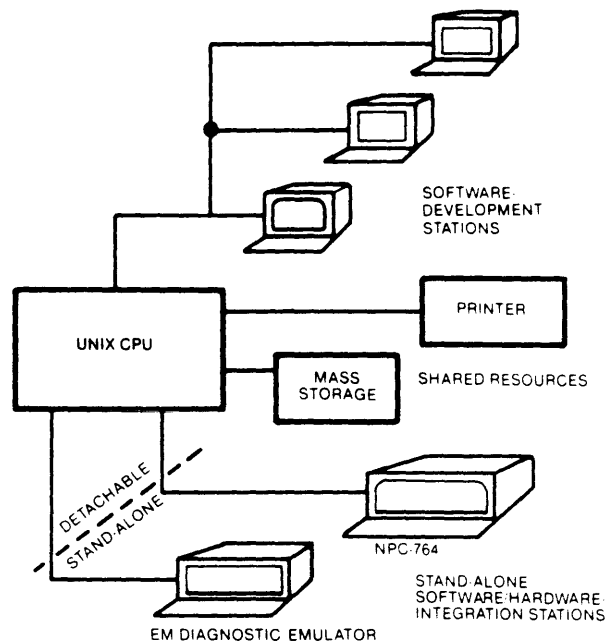 SOFTWARE-
DEVELOPMENT
STATIONS
UNIX CPU
PRINTER
MASS
STORAGE
SHARED RESOURCES
DETACHABLE
STAND-ALONE
NPC-764
STAND-ALONE
SOFTWARE/HARDWARE-
INTEGRATION STATIONS
EM DIAGNOSTIC EMULATOR